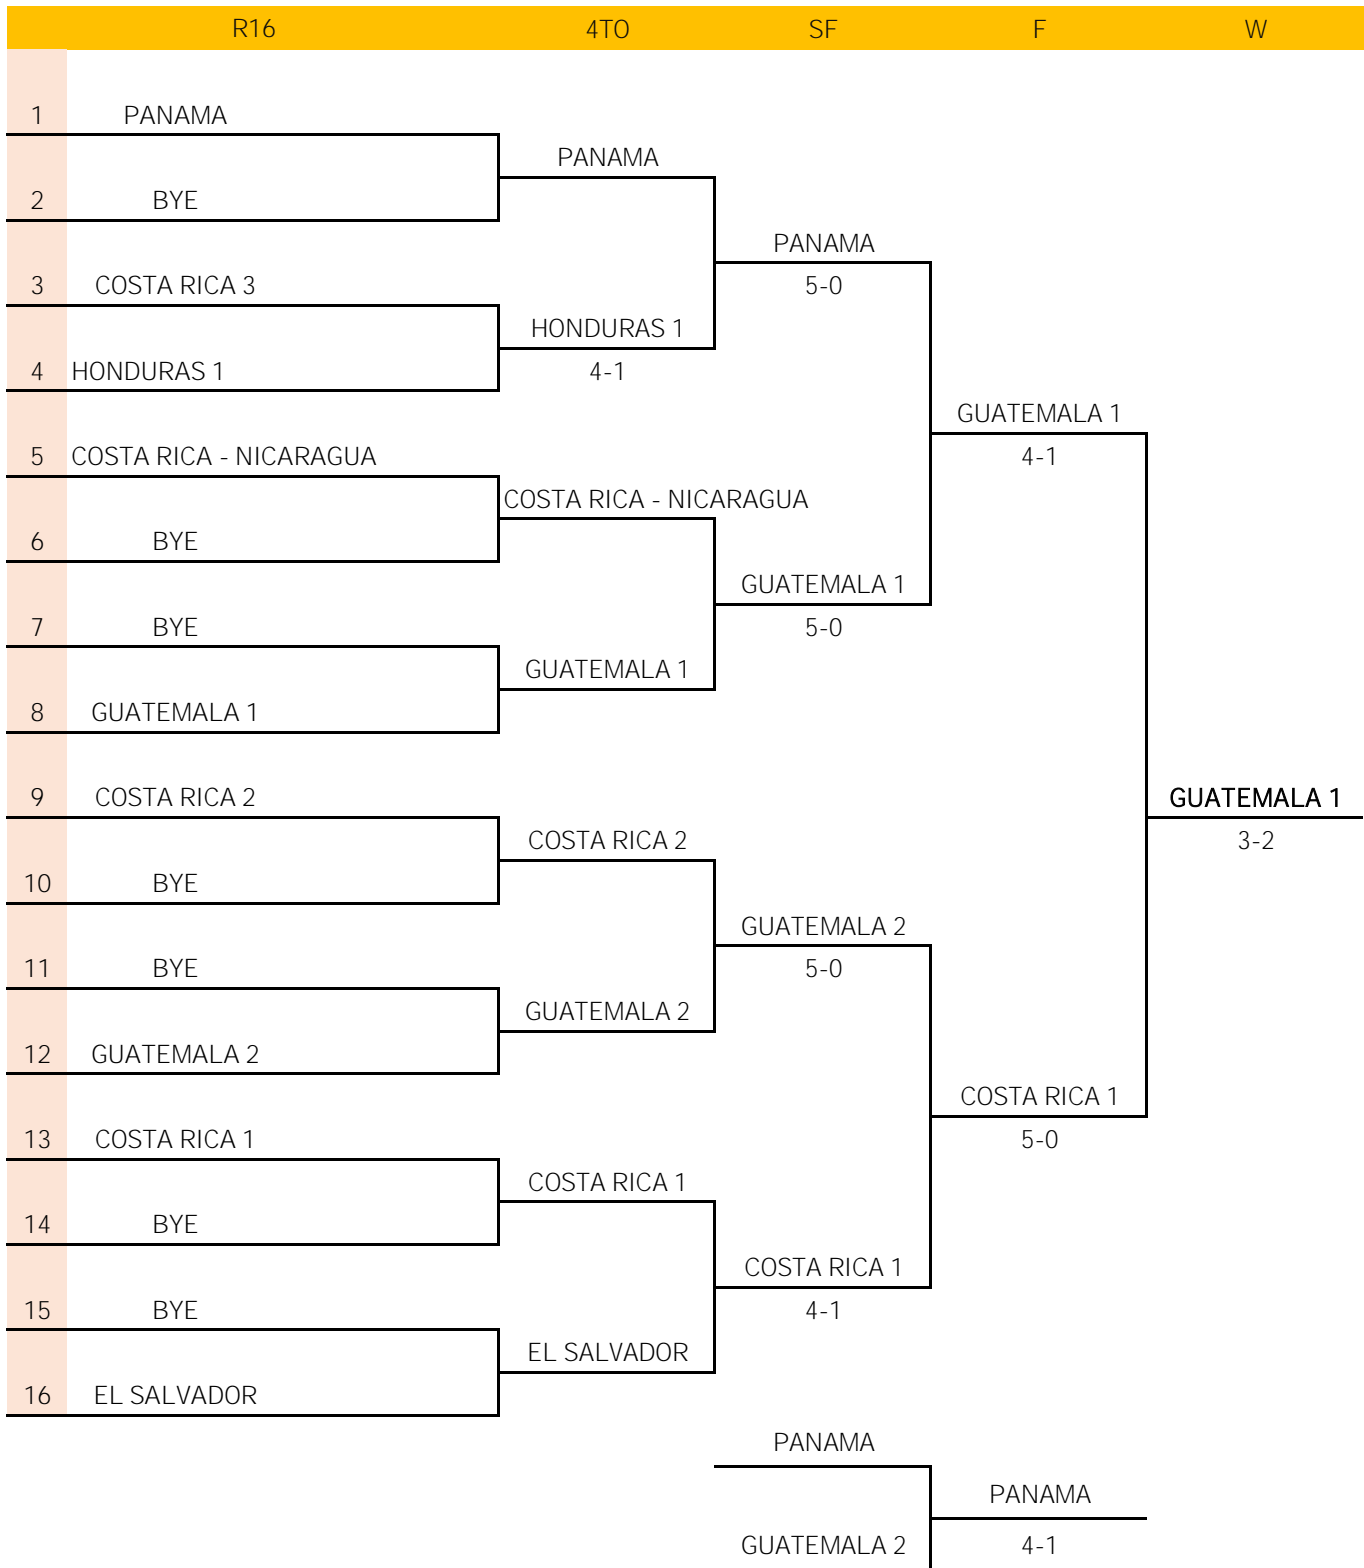 R16 4TO SF F W
1 PANAMA
PANAMA
2 BYE
PANAMA
3 COSTA RICA 3 5-0
HONDURAS 1
4 HONDURAS 1 4-1
GUATEMALA 1
5 COSTA RICA - NICARAGUA 4-1
COSTA RICA - NICARAGUA
6 BYE
GUATEMALA 1
7 BYE 5-0
GUATEMALA 1
8 GUATEMALA 1
9 COSTA RICA 2 GUATEMALA 1
COSTA RICA 2 3-2
10 BYE
GUATEMALA 2
11 BYE 5-0
GUATEMALA 2
12 GUATEMALA 2
COSTA RICA 1
13 COSTA RICA 1 5-0
COSTA RICA 1
14 BYE
COSTA RICA 1
15 BYE 4-1
EL SALVADOR
16 EL SALVADOR
PANAMA
PANAMA
GUATEMALA 2 4-1